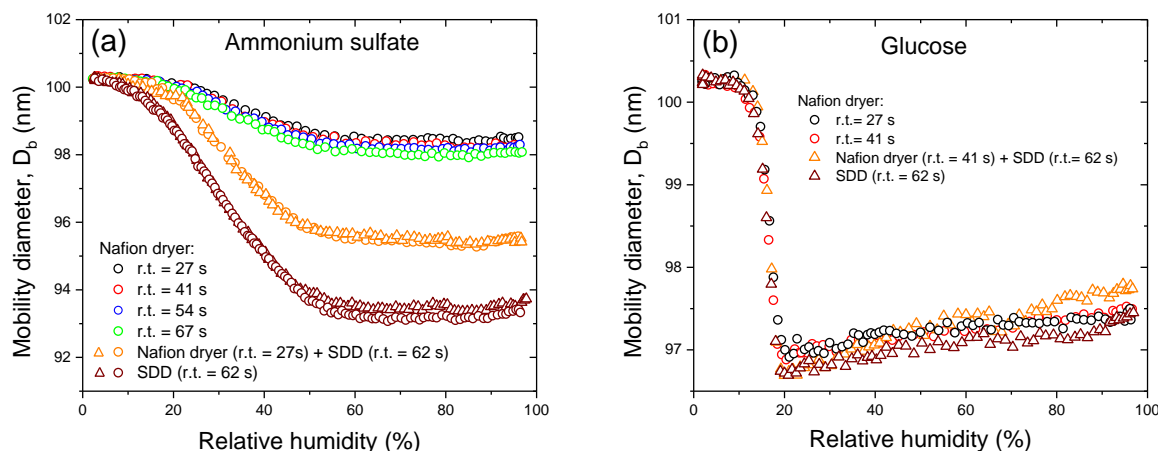 (a)
Ammonium sulfate
Mobility diameter, D_b (nm)
102
100
98
96
94
92
Nafion dryer:
r.t. = 27 s
r.t. = 41 s
r.t. = 54 s
r.t. = 67 s
Nafion dryer (r.t. = 27s) + SDD (r.t. = 62 s)
SDD (r.t. = 62 s)
0 20 40 60 80 100
Relative humidity (%)
(b)
Glucose
Mobility diameter, D_b (nm)
101
100
99
98
97
Nafion dryer:
r.t. = 27 s
r.t. = 41 s
Nafion dryer (r.t. = 41 s) + SDD (r.t.= 62 s)
SDD (r.t. = 62 s)
0 20 40 60 80 100
Relative humidity (%)